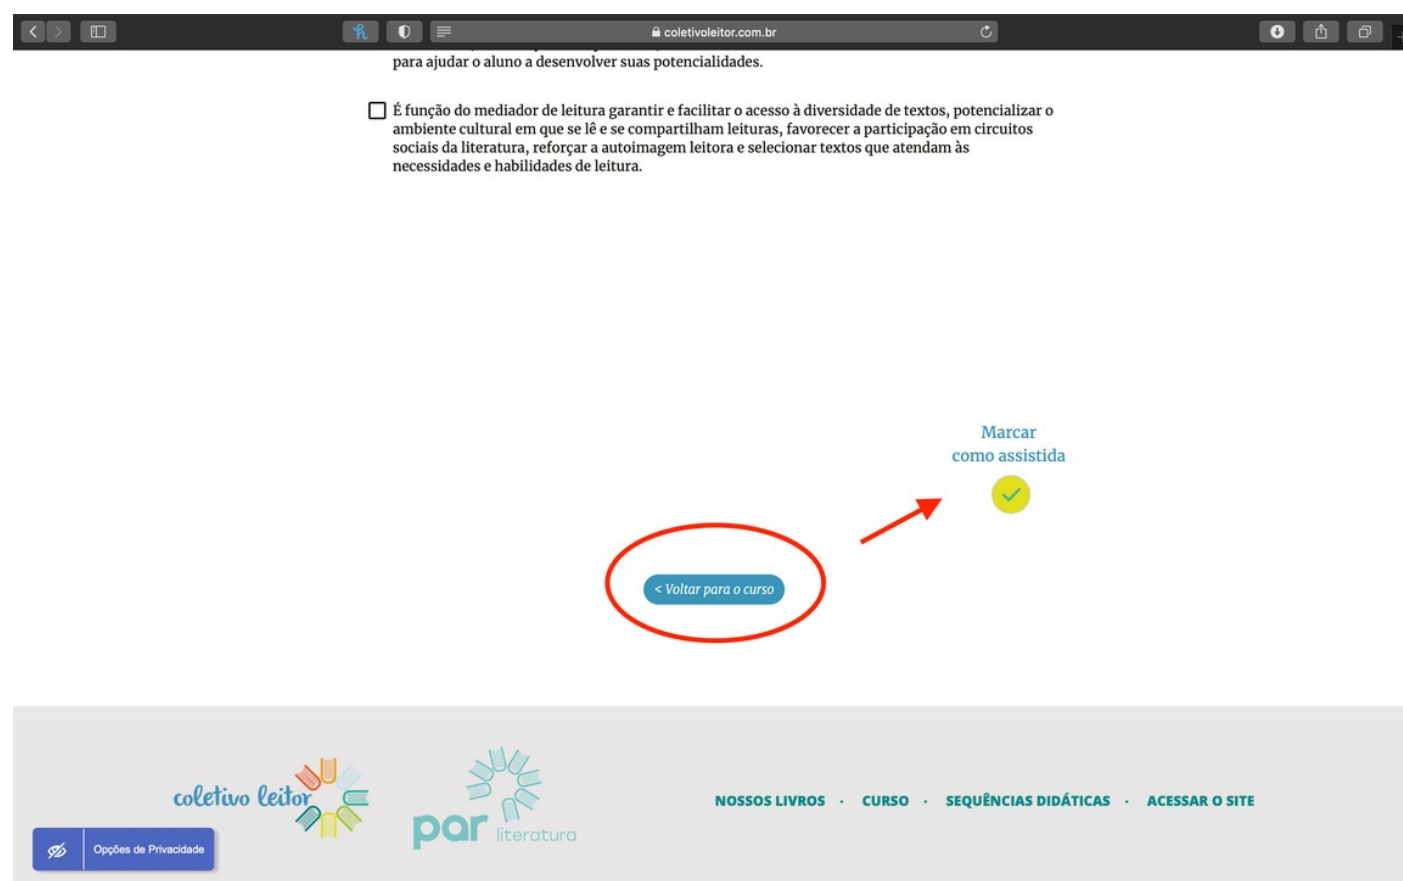 coletivoleitor.com.br
para ajudar o aluno a desenvolver suas potencialidades.
É função do mediador de leitura garantir e facilitar o acesso à diversidade de textos, potencializar o
ambiente cultural em que se lê e se compartilham leituras, favorecer a participação em circuitos
sociais da literatura, reforçar a autoimagem leitora e selecionar textos que atendam às
necessidades e habilidades de leitura.
Marcar
como assistida
< Voltar para o curso
coletivo leitor
par literatura
NOSSOS LIVROS · CURSO · SEQUÊNCIAS DIDÁTICAS · ACESSAR O SITE
Opções de Privacidade